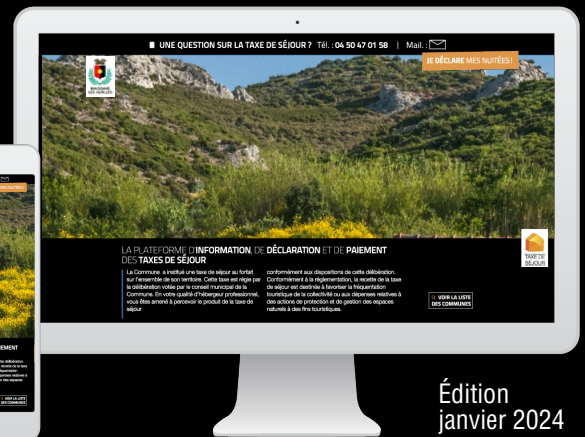 UNE QUESTION SUR LA TAXE DE SÉJOUR ? Tél. : 04 50 47 01 58 | Mail. :
JE DÉCLARE MES NUITÉES !
LA PLATEFORME D'INFORMATION, DE DÉCLARATION ET DE PAIEMENT
DES TAXES DE SÉJOUR
La Commune a institué une taxe de séjour au forfait
sur l'ensemble de son territoire. Cette taxe est régie par
la délibération votée par le conseil municipal de la
Commune. En votre qualité d'hébergeur professionnel,
vous êtes amené à percevoir le produit de la taxe de
séjour
conformément aux dispositions de cette délibération.
Conformément à la réglementation, la recette de la taxe
de séjour est destinée à favoriser la fréquentation
touristique de la collectivité ou aux dépenses relatives à
des actions de protection et de gestion des espaces
naturels à des fins touristiques.
TAXE DE
SÉJOUR
VOIR LA LISTE
DES COMMUNES
Édition
janvier 2024